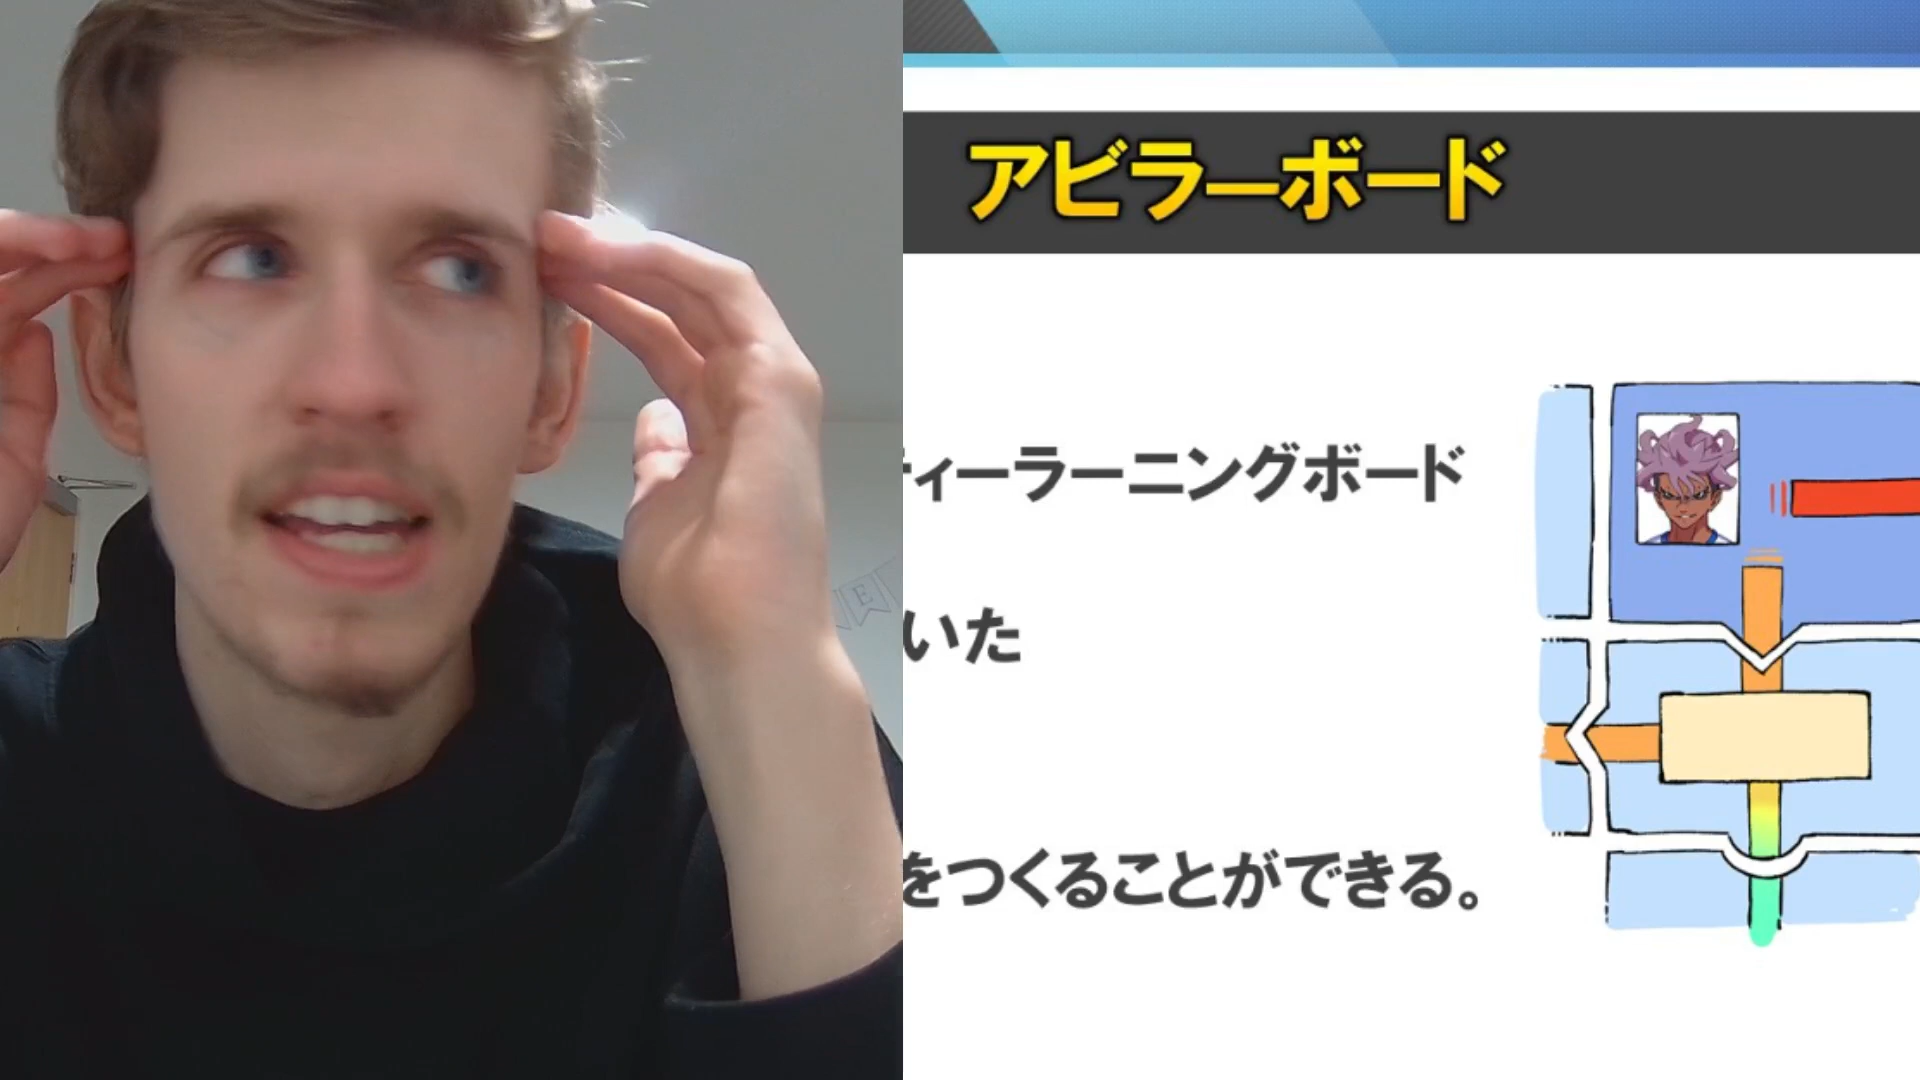 アビラーボード
ィーラーニングボード
いた
をつくることができる。
E